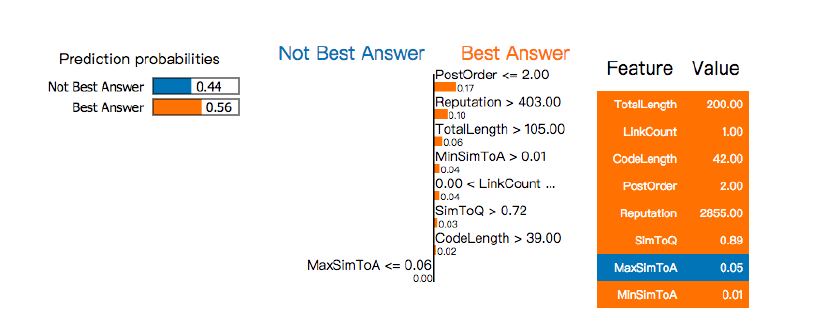 Prediction probabilities
Not Best Answer 0.44
Best Answer 0.56
Not Best Answer Best Answer
PostOrder <= 2.00
0.17
Reputation > 403.00
0.10
TotalLength > 105.00
0.06
MinSimToA > 0.01
0.04
0.00 < LinkCount ...
0.04
SimToQ > 0.72
0.03
CodeLength > 39.00
0.02
MaxSimToA <= 0.06
0.00
Feature Value
TotalLength 200.00
LinkCount 1.00
CodeLength 42.00
PostOrder 2.00
Reputation 2855.00
SimToQ 0.89
MaxSimToA 0.05
MinSimToA 0.01